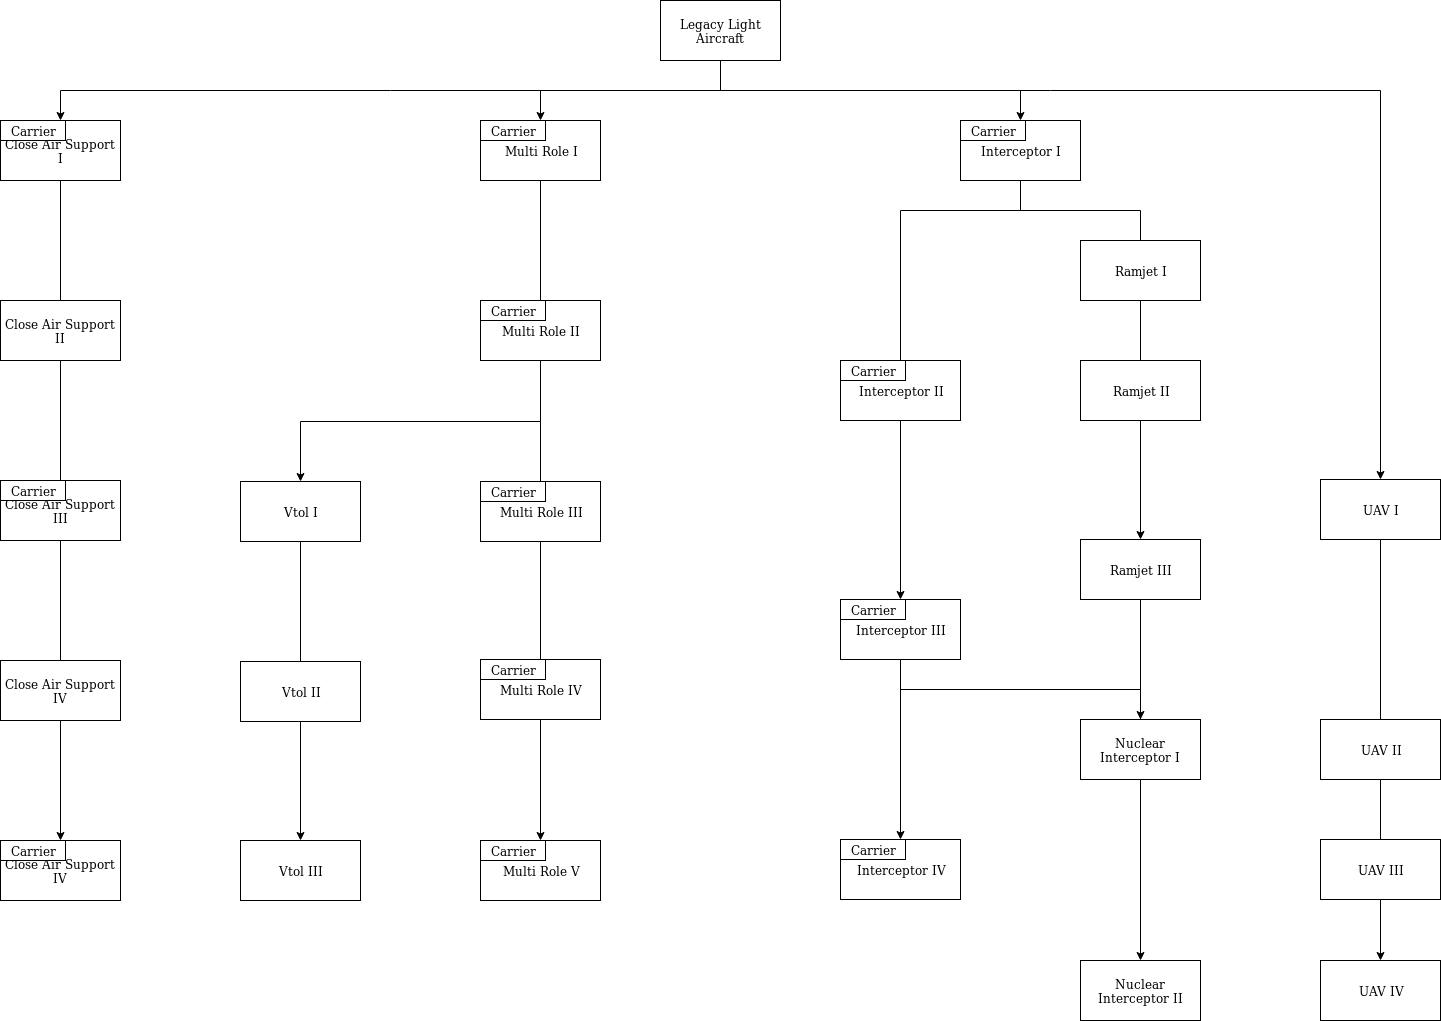 Legacy Light
Aircraft
Carrier
Close Air Support
I
Carrier
Multi Role I
Carrier
Interceptor I
Ramjet I
Close Air Support
II
Carrier
Multi Role II
Carrier
Interceptor II
Ramjet II
Carrier
Close Air Support
III
Vtol I
Carrier
Multi Role III
UAV I
Ramjet III
Carrier
Interceptor III
Close Air Support
IV
Vtol II
Carrier
Multi Role IV
Nuclear
Interceptor I
UAV II
Carrier
Close Air Support
IV
Vtol III
Carrier
Multi Role V
Carrier
Interceptor IV
UAV III
Nuclear
Interceptor II
UAV IV